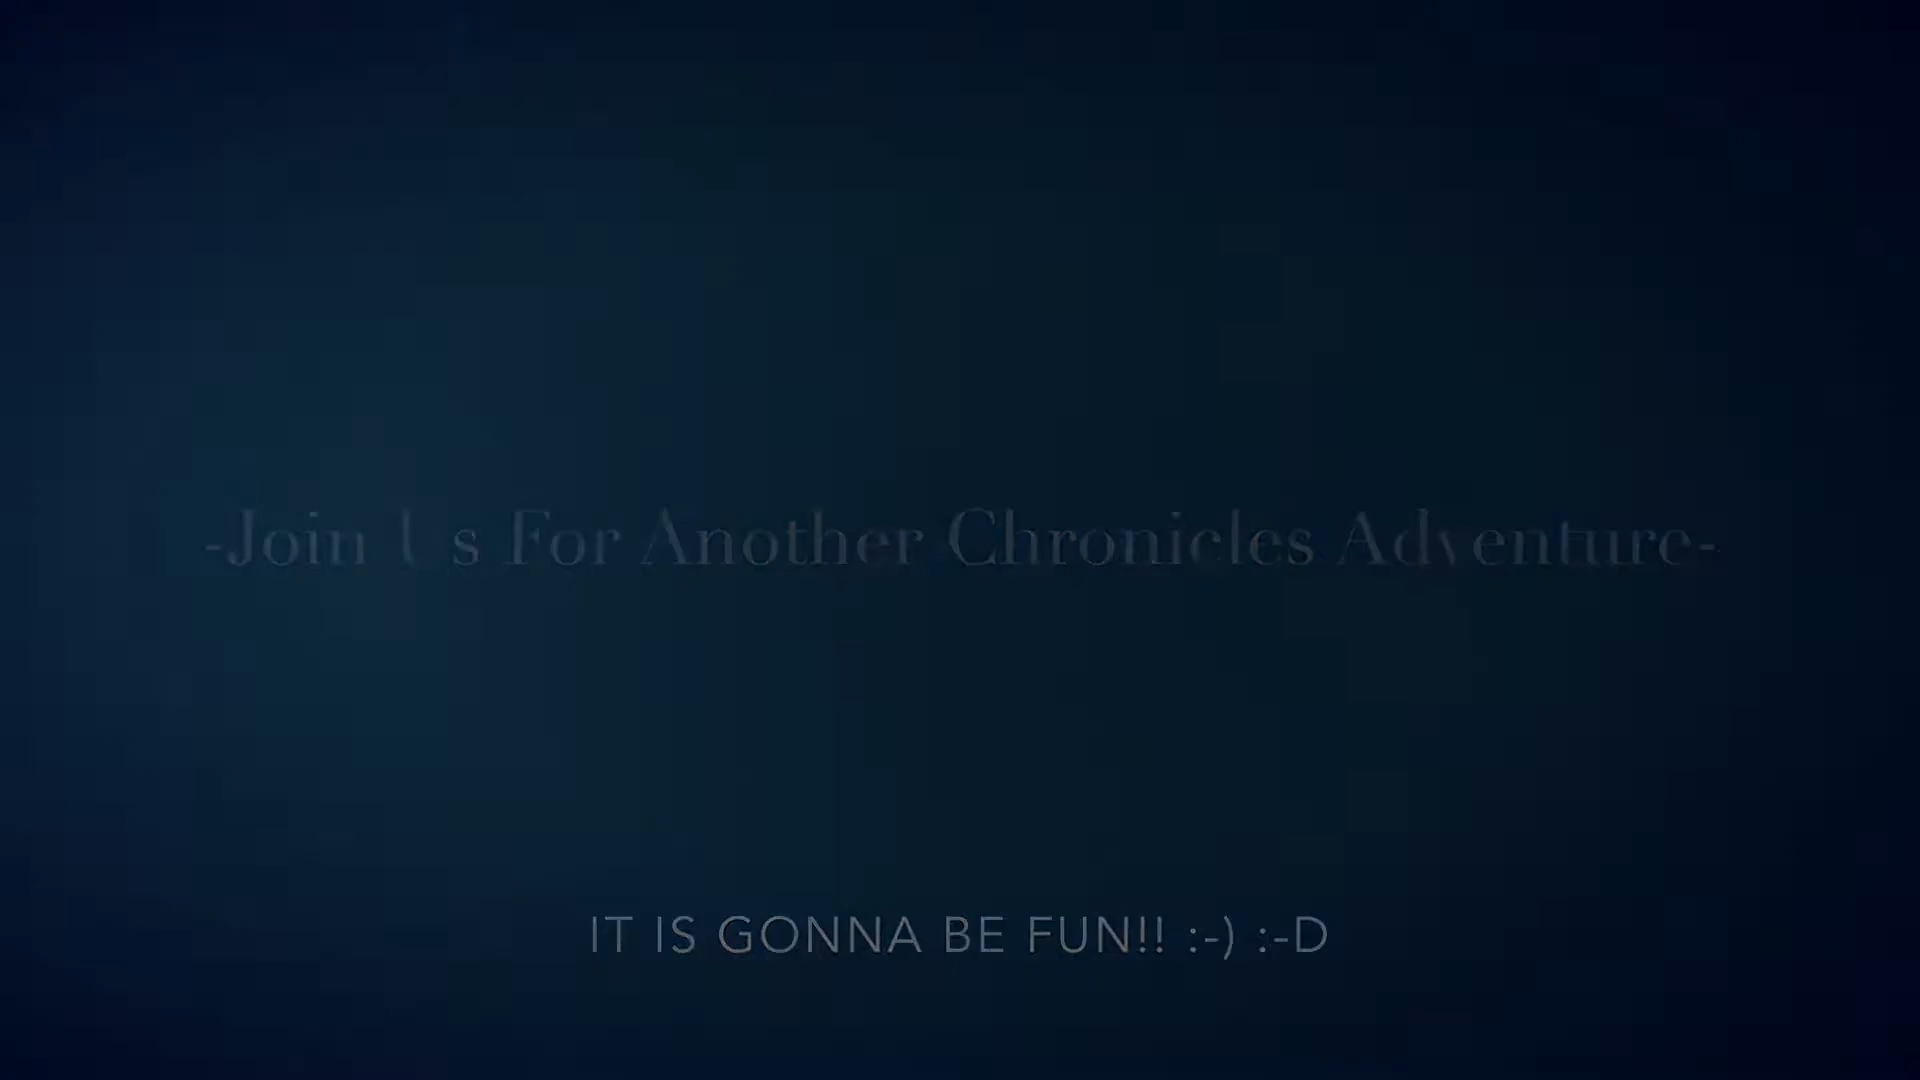 -Join Us For Another Chronicles Adventure-
IT IS GONNA BE FUN!! :-) :-D